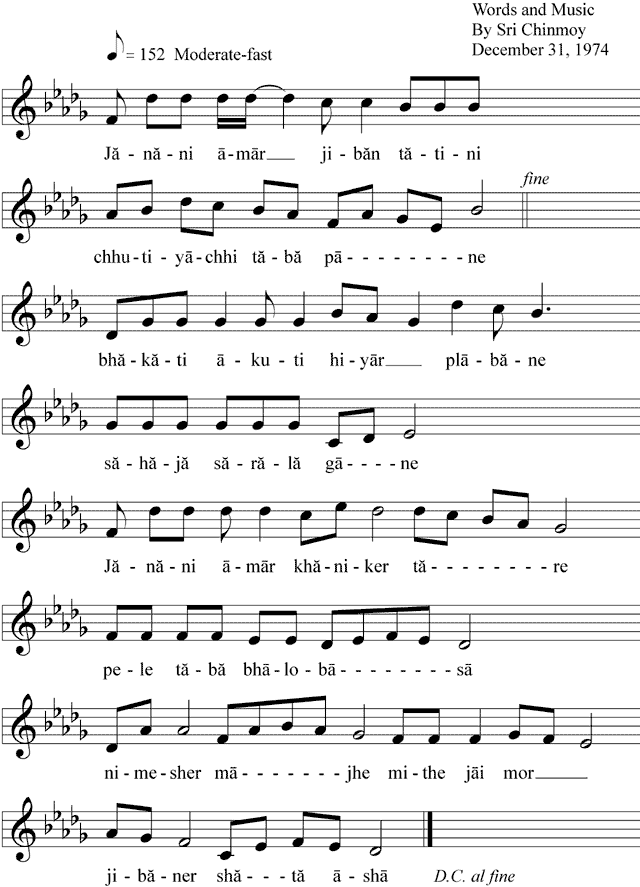 Words and Music
By Sri Chinmoy
December 31, 1974
= 152 Moderate-fast
Jă - nă - ni ā-mār ji - băn tă - ti - ni
fine
chhu - ti - yā-chhi tă - bă pā - - - - - - - - ne
bhă - kă - ti ā - ku - ti hi-yār plā-bă - ne
să - hă - jă să - ră - lă gā - - - - ne
Jă - nă - ni ā - mār khă-ni-ker tā - - - - - - - - re
pe - le tă - bă bhā - lo-bā - - - - - - - sā
ni-me-sher mā - - - - - - -jhe mi-the jāi mor
ji-bă-ner shă - - tă ā-shā D.C. al fine